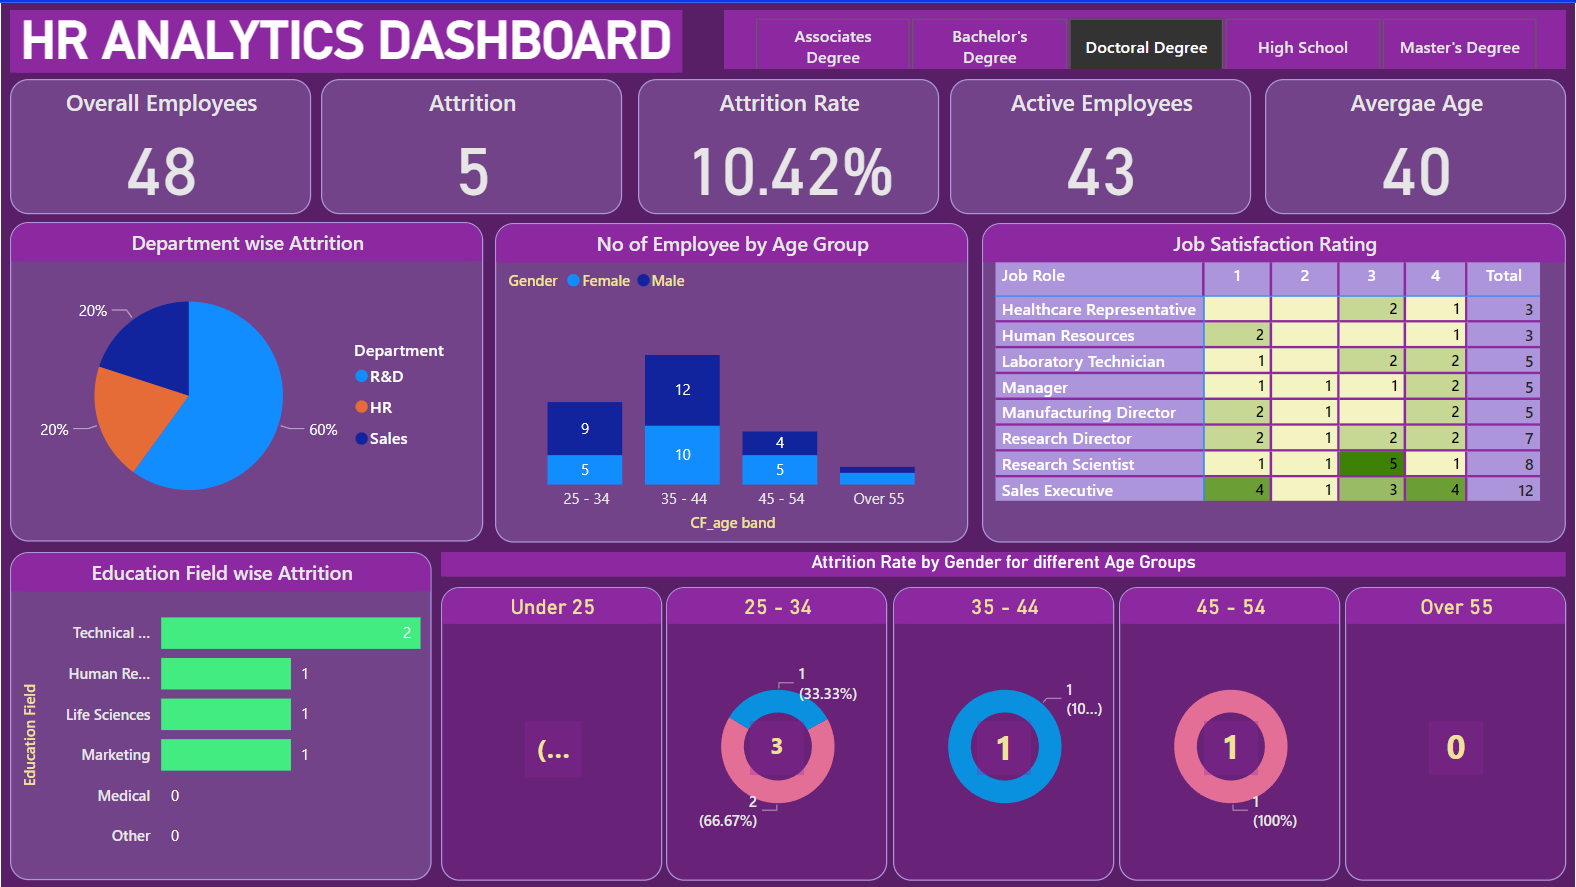 HR ANALYTICS DASHBOARD
Associates Degree
Bachelor's Degree
Doctoral Degree
High School
Master's Degree
Overall Employees
48
Attrition
5
Attrition Rate
10.42%
Active Employees
43
Avergae Age
40
Department wise Attrition
20%
20%
60%
Department
R&D
HR
Sales
No of Employee by Age Group
Gender Female Male
9
5
12
10
4
5
25 - 34 35 - 44 45 - 54 Over 55
CF_age band
Job Satisfaction Rating
Job Role 1 2 3 4 Total
Healthcare Representative 2 1 3
Human Resources 2 1 3
Laboratory Technician 1 2 2 5
Manager 1 1 1 2 5
Manufacturing Director 2 1 2 5
Research Director 2 1 2 2 7
Research Scientist 1 1 5 1 8
Sales Executive 4 1 3 4 12
Education Field wise Attrition
Education Field
Technical ... 2
Human Re... 1
Life Sciences 1
Marketing 1
Medical 0
Other 0
Attrition Rate by Gender for different Age Groups
Under 25
(...
25 - 34
1
(33.33%)
3
2
(66.67%)
35 - 44
1
(10...)
1
45 - 54
1
1
(100%)
Over 55
0